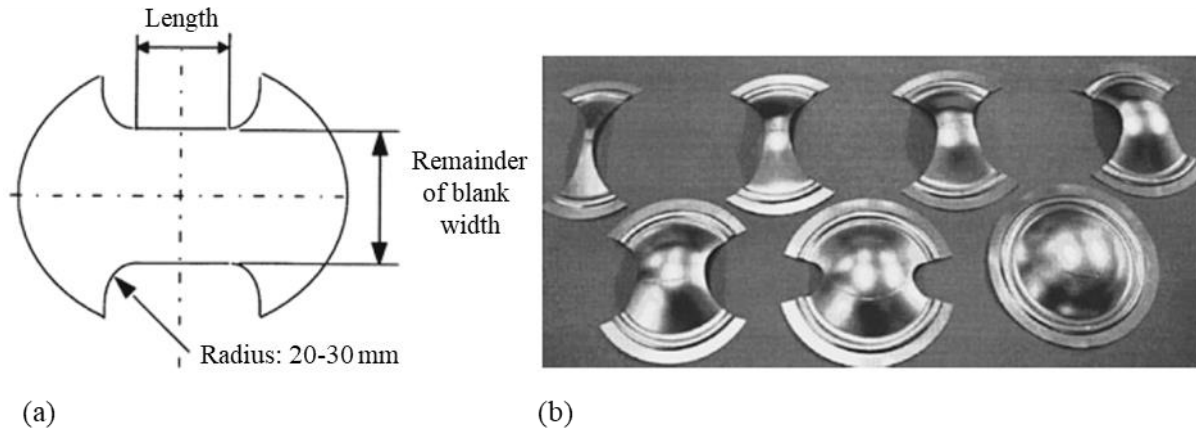 Length
Remainder
of blank
width
Radius: 20-30 mm
(a)
(b)